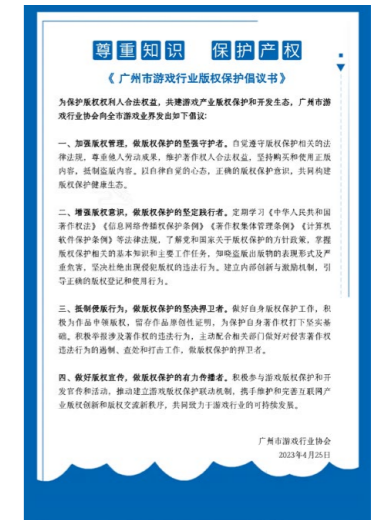 尊重知识 保护产权
《广州市游戏行业版权保护倡议书》
为保护版权权利人合法权益，共建游戏产业版权保护和开发生态，广州市游
戏行业协会向全市游戏业界发出如下倡议：
一、加强版权管理，做版权保护的坚强守护者。自觉遵守版权保护相关的法
律法规，尊重他人劳动成果，维护著作权人合法权益，坚持购买和使用正版
内容，抵制盗版内容。以自律自觉的心态，正确的版权保护意识，共同构建
版权保护健康生态。
二、增强版权意识，做版权保护的坚定践行者。定期学习《中华人民共和国
著作权法》《信息网络传播权保护条例》《著作权集体管理条例》《计算机
软件保护条例》等法律法规，了解党和国家关于版权保护的方针政策，掌握
版权保护相关的基本知识和主要工作任务，知晓盗版出版物的表现形式及严
重危害，坚决杜绝出现侵犯版权的违法行为。建立内部创新与激励机制，引
导正确的版权登记和使用行为。
三、抵制侵版行为，做版权保护的坚决捍卫者。做好自身版权保护工作，积
极为作品申领版权，留存作品原创性证明，为保护自身著作权打下坚实基
础。积极举报涉及著作权的违法行为，主动配合相关部门做好对侵害著作权
违法行为的遏制、查处和打击工作，做版权保护的捍卫者。
四、做好版权宣传，做版权保护的有力传播者。积极参与游戏版权保护和开
发宣传和活动，推动建立游戏版权保护联动机制，携手维护和完善互联网产
业版权创新和版权交流新秩序，共同致力于游戏行业的可持续发展。
广州市游戏行业协会
2023年4月25日